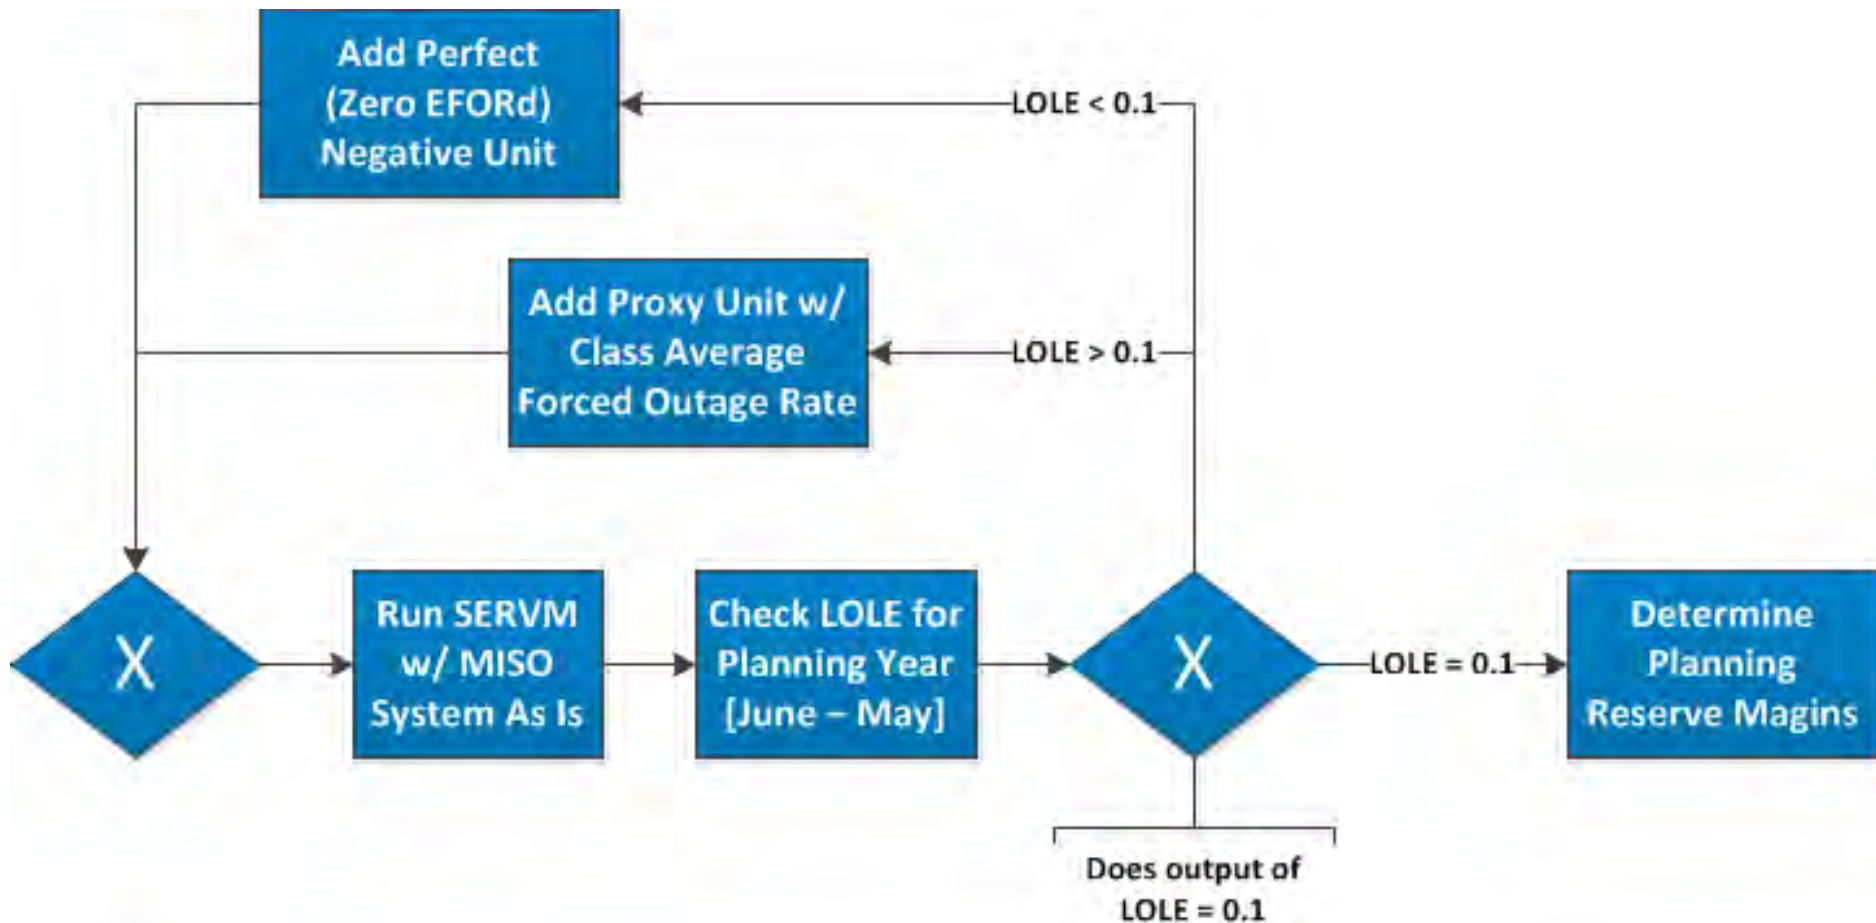 Add Perfect
(Zero EFORd)
Negative Unit
LOLE < 0.1
Add Proxy Unit w/
Class Average
Forced Outage Rate
LOLE > 0.1
X
Run SERVM
w/ MISO
System As Is
Check LOLE for
Planning Year
[June – May]
X
LOLE = 0.1
Determine
Planning
Reserve Magins
Does output of
LOLE = 0.1